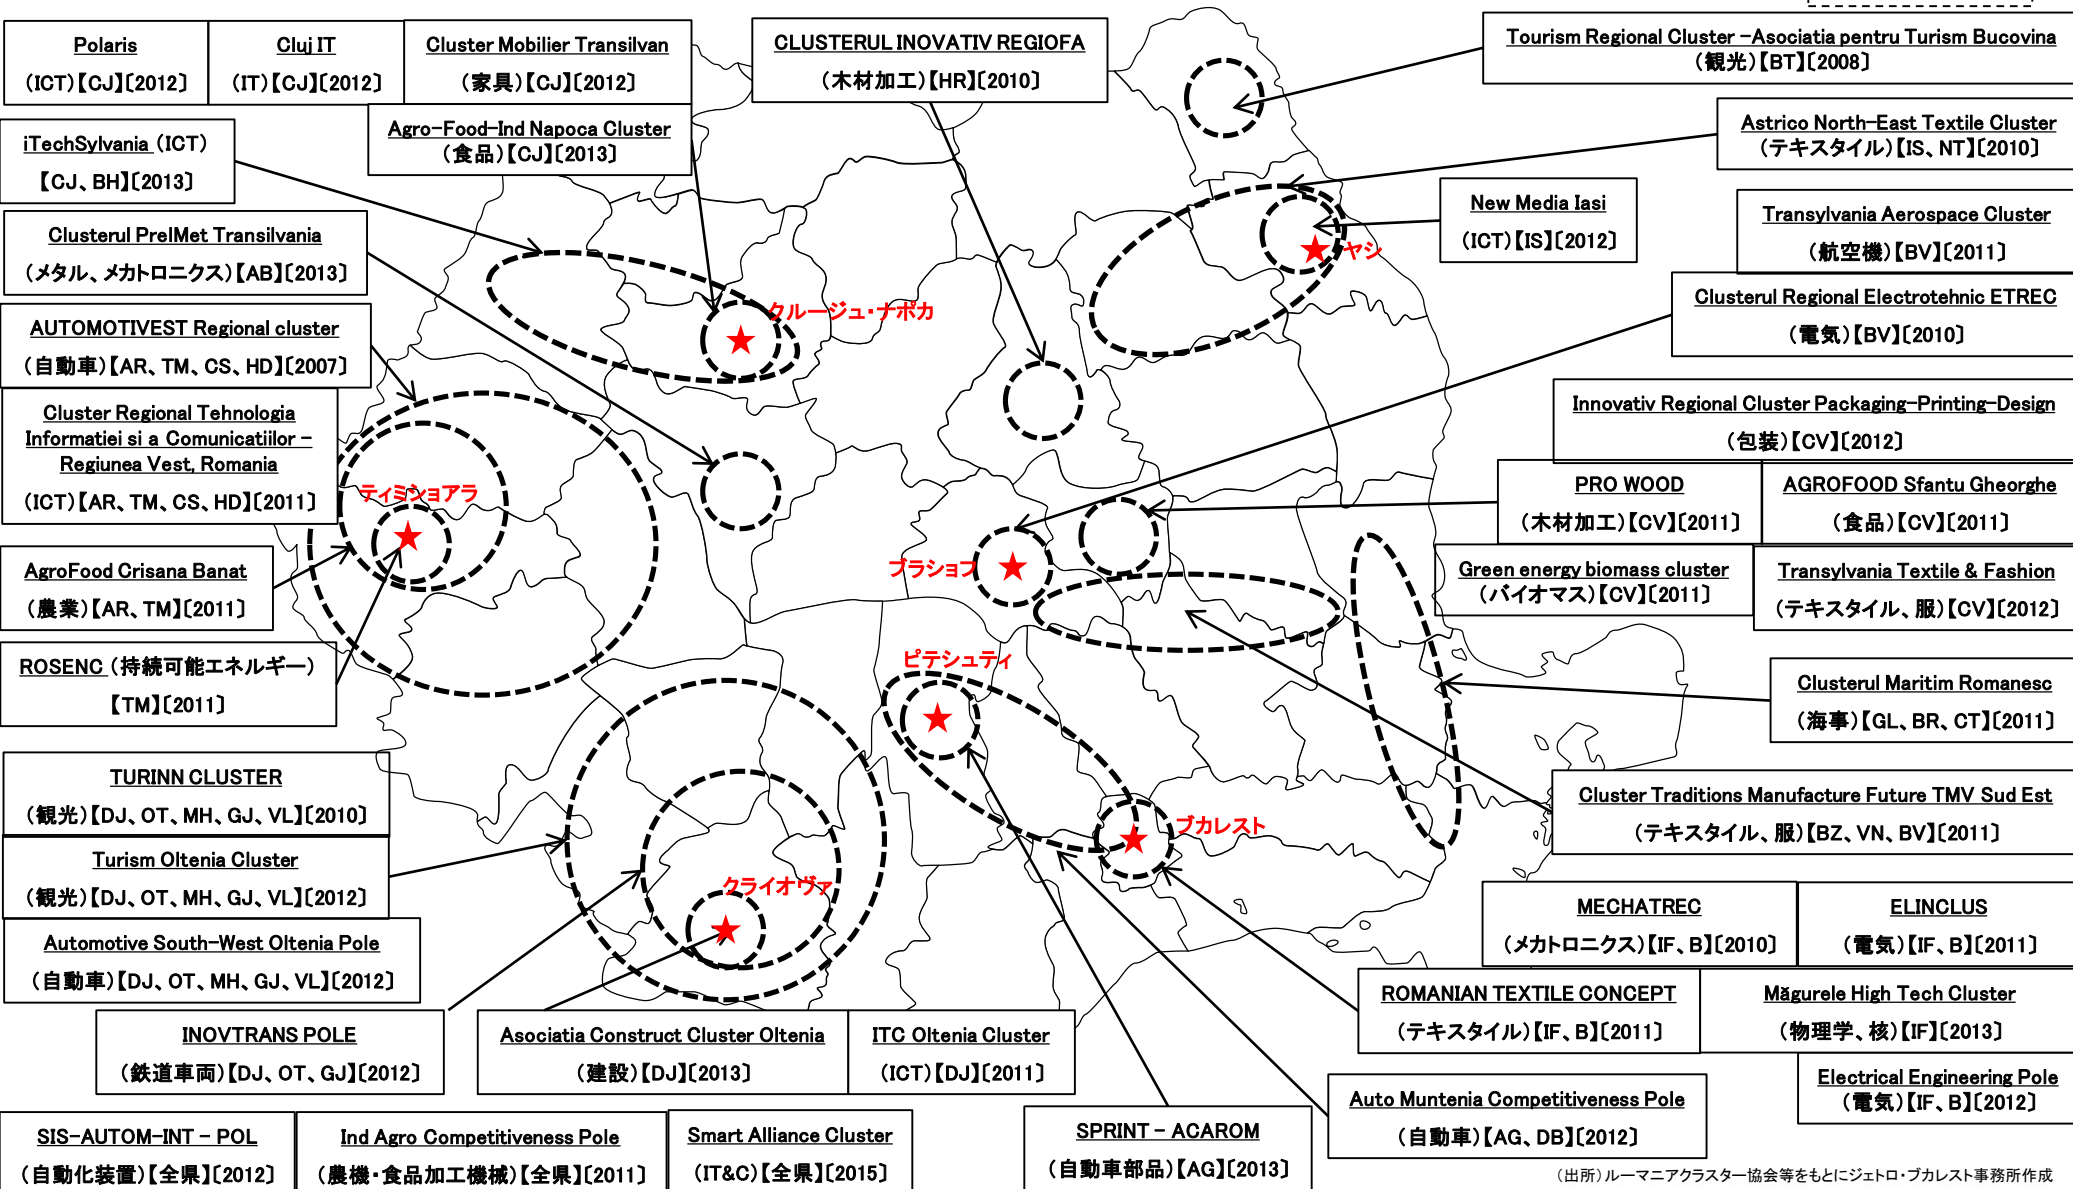 Polaris
(ICT)【CJ】〔2012〕
Cluj IT
(IT)【CJ】〔2012〕
Cluster Mobilier Transilvan
（家具）【CJ】〔2012〕
Agro-Food-Ind Napoca Cluster
（食品）【CJ】〔2013〕
CLUSTERUL INOVATIV REGIOFA
（木材加工）【HR】〔2010〕
Tourism Regional Cluster –Asociatia pentru Turism Bucovina
（観光）【BT】〔2008〕
Astrico North-East Textile Cluster
（テキスタイル）【IS、NT】〔2010〕
iTechSylvania (ICT)
【CJ、BH】〔2013〕
New Media Iasi
(ICT)【IS】〔2012〕
Transylvania Aerospace Cluster
（航空機）【BV】〔2011〕
Clusterul PrelMet Transilvania
（メタル、メカトロニクス）【AB】〔2013〕
Clusterul Regional Electrotehnic ETREC
（電気）【BV】〔2010〕
AUTOMOTIVEST Regional cluster
（自動車）【AR、TM、CS、HD】〔2007〕
Innovativ Regional Cluster Packaging-Printing-Design
（包装）【CV】〔2012〕
Cluster Regional Tehnologia
Informatiei si a Comunicatiilor –
Regiunea Vest, Romania
(ICT)【AR、TM、CS、HD】〔2011〕
PRO WOOD
（木材加工）【CV】〔2011〕
AGROFOOD Sfantu Gheorghe
（食品）【CV】〔2011〕
AgroFood Crisana Banat
（農業）【AR、TM】〔2011〕
Green energy biomass cluster
（バイオマス）【CV】〔2011〕
Transylvania Textile & Fashion
（テキスタイル、服）【CV】〔2012〕
ROSENC（持続可能エネルギー）
【TM】〔2011〕
Clusterul Maritim Romanesc
（海事）【GL、BR、CT】〔2011〕
ヤシ
クルージュ・ナポカ
ティミショアラ
ブラショフ
ピテシュティ
ブカレスト
クライオヴァ
TURINN CLUSTER
（観光）【DJ、OT、MH、GJ、VL】〔2010〕
Cluster Traditions Manufacture Future TMV Sud Est
（テキスタイル、服）【BZ、VN、BV】〔2011〕
Turism Oltenia Cluster
（観光）【DJ、OT、MH、GJ、VL】〔2012〕
MECHATREC
（メカトロニクス）【IF、B】〔2010〕
ELINCLUS
（電気）【IF、B】〔2011〕
Automotive South-West Oltenia Pole
（自動車）【DJ、OT、MH、GJ、VL】〔2012〕
ROMANIAN TEXTILE CONCEPT
（テキスタイル）【IF、B】〔2011〕
Măgurele High Tech Cluster
（物理学、核）【IF】〔2013〕
INOVTRANS POLE
（鉄道車両）【DJ、OT、GJ】〔2012〕
Asociatia Construct Cluster Oltenia
（建設）【DJ】〔2013〕
ITC Oltenia Cluster
(ICT)【DJ】〔2011〕
Electrical Engineering Pole
（電気）【IF、B】〔2012〕
Auto Muntenia Competitiveness Pole
（自動車）【AG、DB】〔2012〕
SIS-AUTOM-INT – POL
（自動化装置）【全県】〔2012〕
Ind Agro Competitiveness Pole
（農機・食品加工機械）【全県】〔2011〕
Smart Alliance Cluster
(IT&C)【全県】〔2015〕
SPRINT – ACAROM
（自動車部品）【AG】〔2013〕
（出所）ルーマニアクラスター協会等をもとにジェトロ・ブカレスト事務所作成